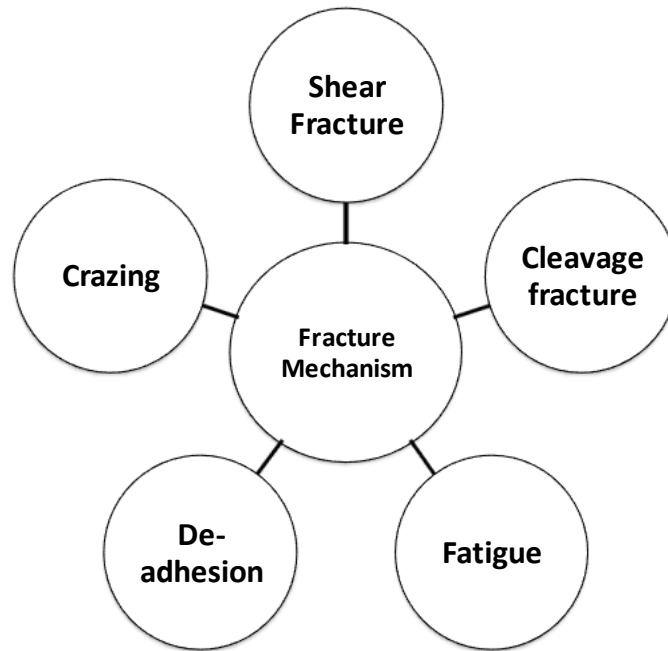 Shear
Fracture
Crazing
Cleavage
fracture
Fracture
Mechanism
De-
adhesion
Fatigue